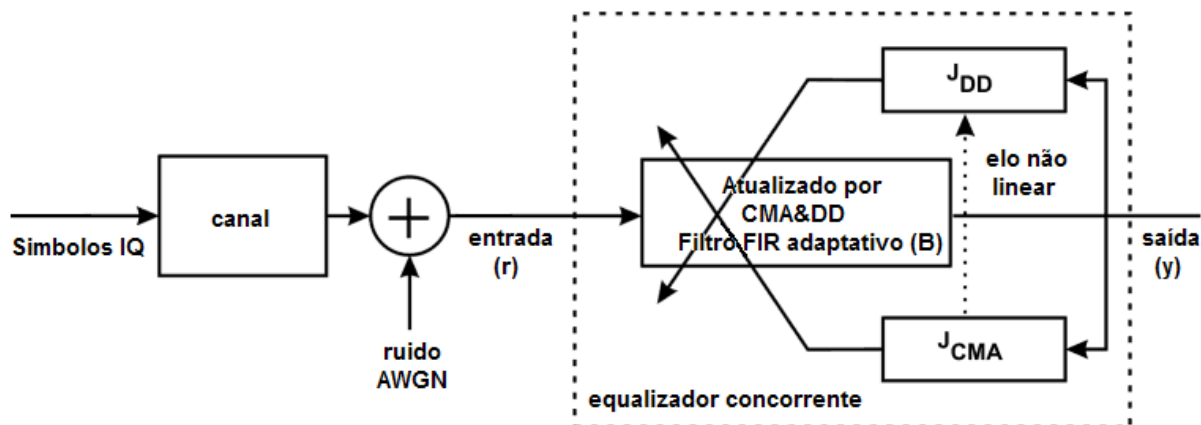 Simbolos IQ
canal
ruido
AWGN
entrada
(r)
Atualizado por
CMA&DD
Filtro FIR adaptativo (B)
J_DD
elo não
linear
J_CMA
saída
(y)
equalizador concorrente